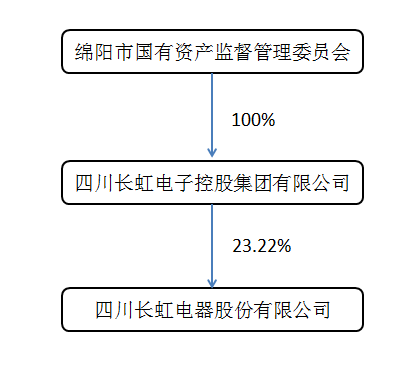 绵阳市国有资产监督管理委员会
100%
四川长虹电子控股集团有限公司
23.22%
四川长虹电器股份有限公司